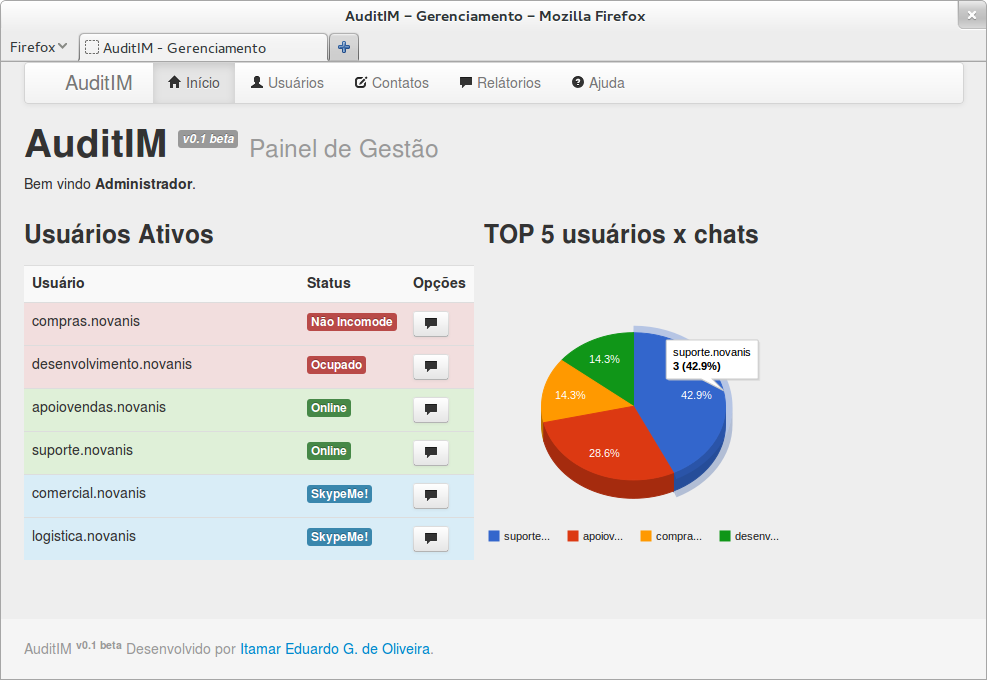 AuditIM – Gerenciamento – Mozilla Firefox
Firefox
AuditIM - Gerenciamento
AuditIM Início Usuários Contatos Relátorios Ajuda
AuditIM v0.1 beta Painel de Gestão
Bem vindo Administrador.
Usuários Ativos
Usuário Status Opções
compras.novanis Não Incomode
desenvolvimento.novanis Ocupado
apoiovendas.novanis Online
suporte.novanis Online
comercial.novanis SkypeMe!
logistica.novanis SkypeMe!
TOP 5 usuários x chats
suporte.novanis
3 (42.9%)
14.3%
42.9%
14.3%
28.6%
suporte... apoiov... compra... desenv...
AuditIM v0.1 beta Desenvolvido por Itamar Eduardo G. de Oliveira.